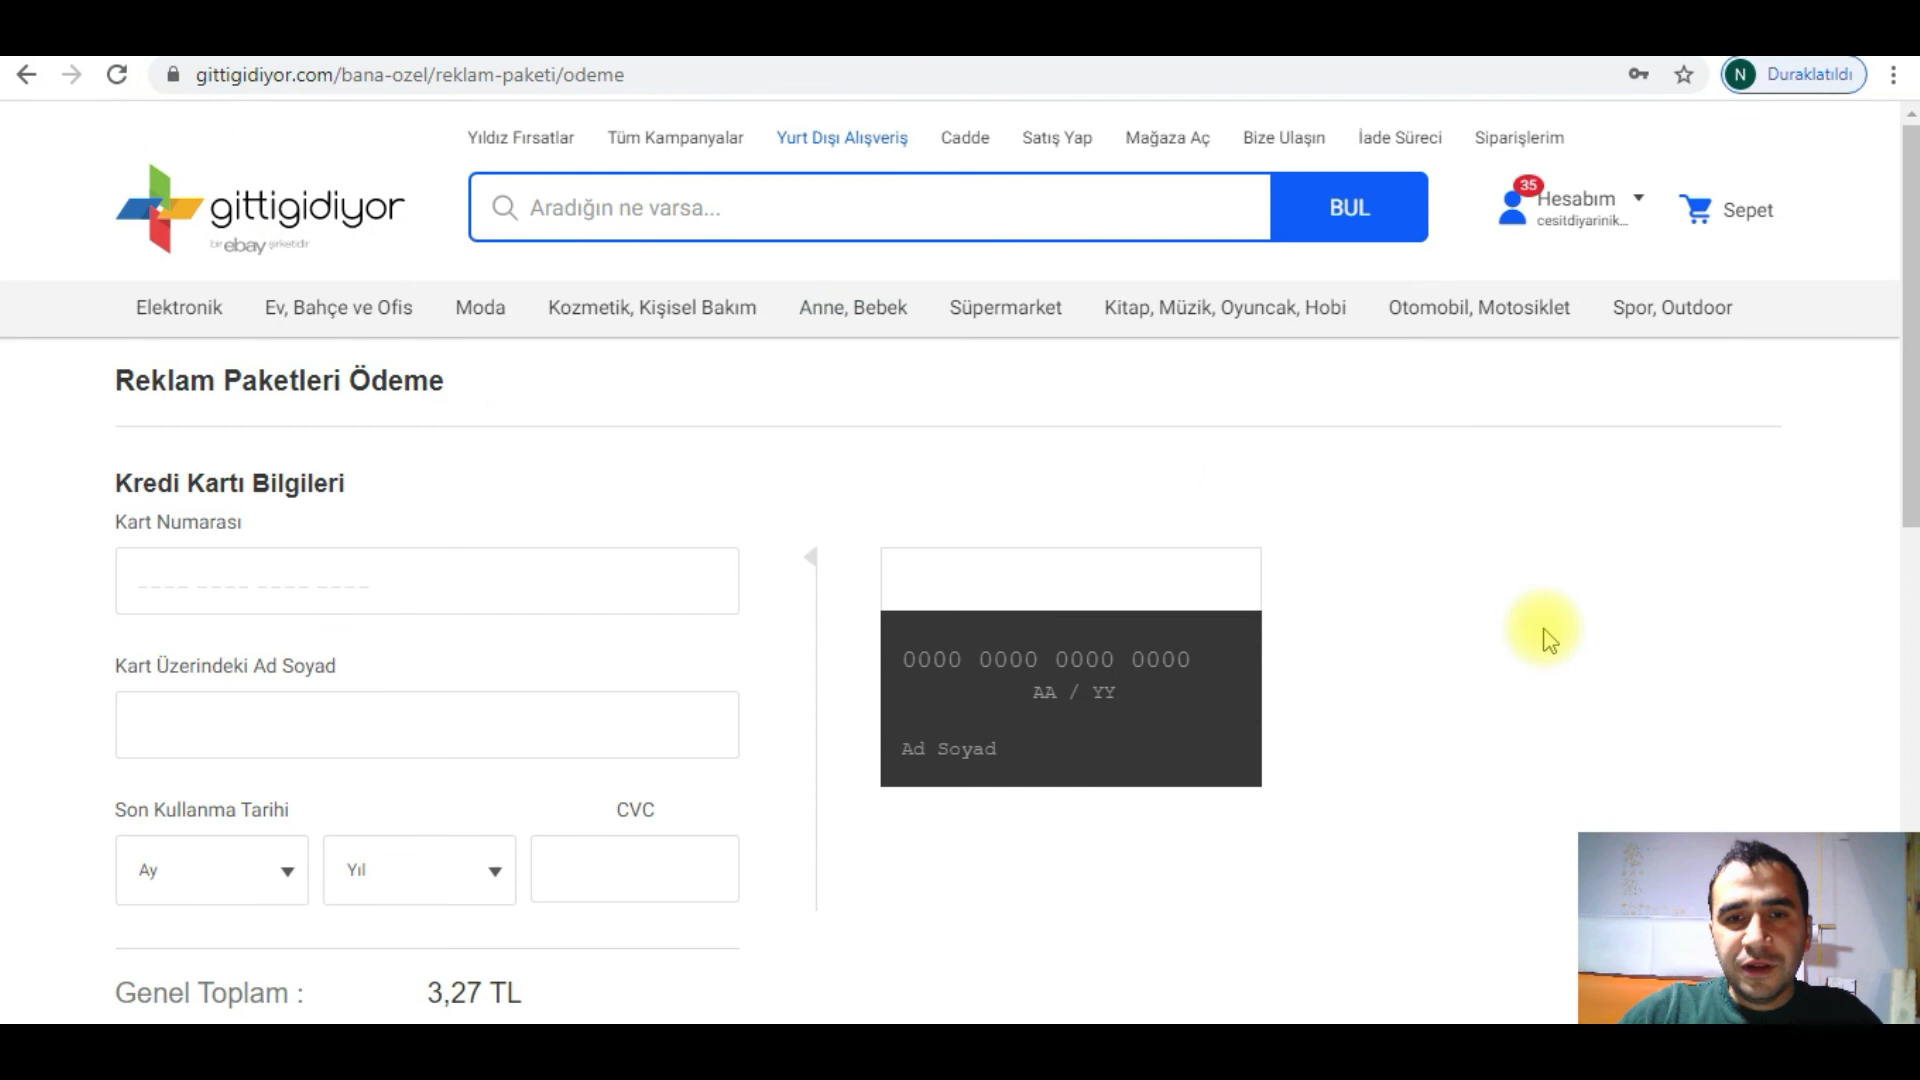 gittigidiyor.com/bana-ozel/reklam-paketi/odeme
N Duraklatıldı
Yıldız Fırsatlar Tüm Kampanyalar Yurt Dışı Alışveriş Cadde Satış Yap Mağaza Aç Bize Ulaşın İade Süreci Siparişlerim
gittigidiyor
bir ebay şirketidir
Aradığın ne varsa...
BUL
35
Hesabım
cesitdiyarinik...
Sepet
Elektronik Ev, Bahçe ve Ofis Moda Kozmetik, Kişisel Bakım Anne, Bebek Süpermarket Kitap, Müzik, Oyuncak, Hobi Otomobil, Motosiklet Spor, Outdoor
Reklam Paketleri Ödeme
Kredi Kartı Bilgileri
Kart Numarası
0000 0000 0000 0000
AA / YY
Ad Soyad
Kart Üzerindeki Ad Soyad
Son Kullanma Tarihi CVC
Ay Yıl
Genel Toplam : 3,27 TL